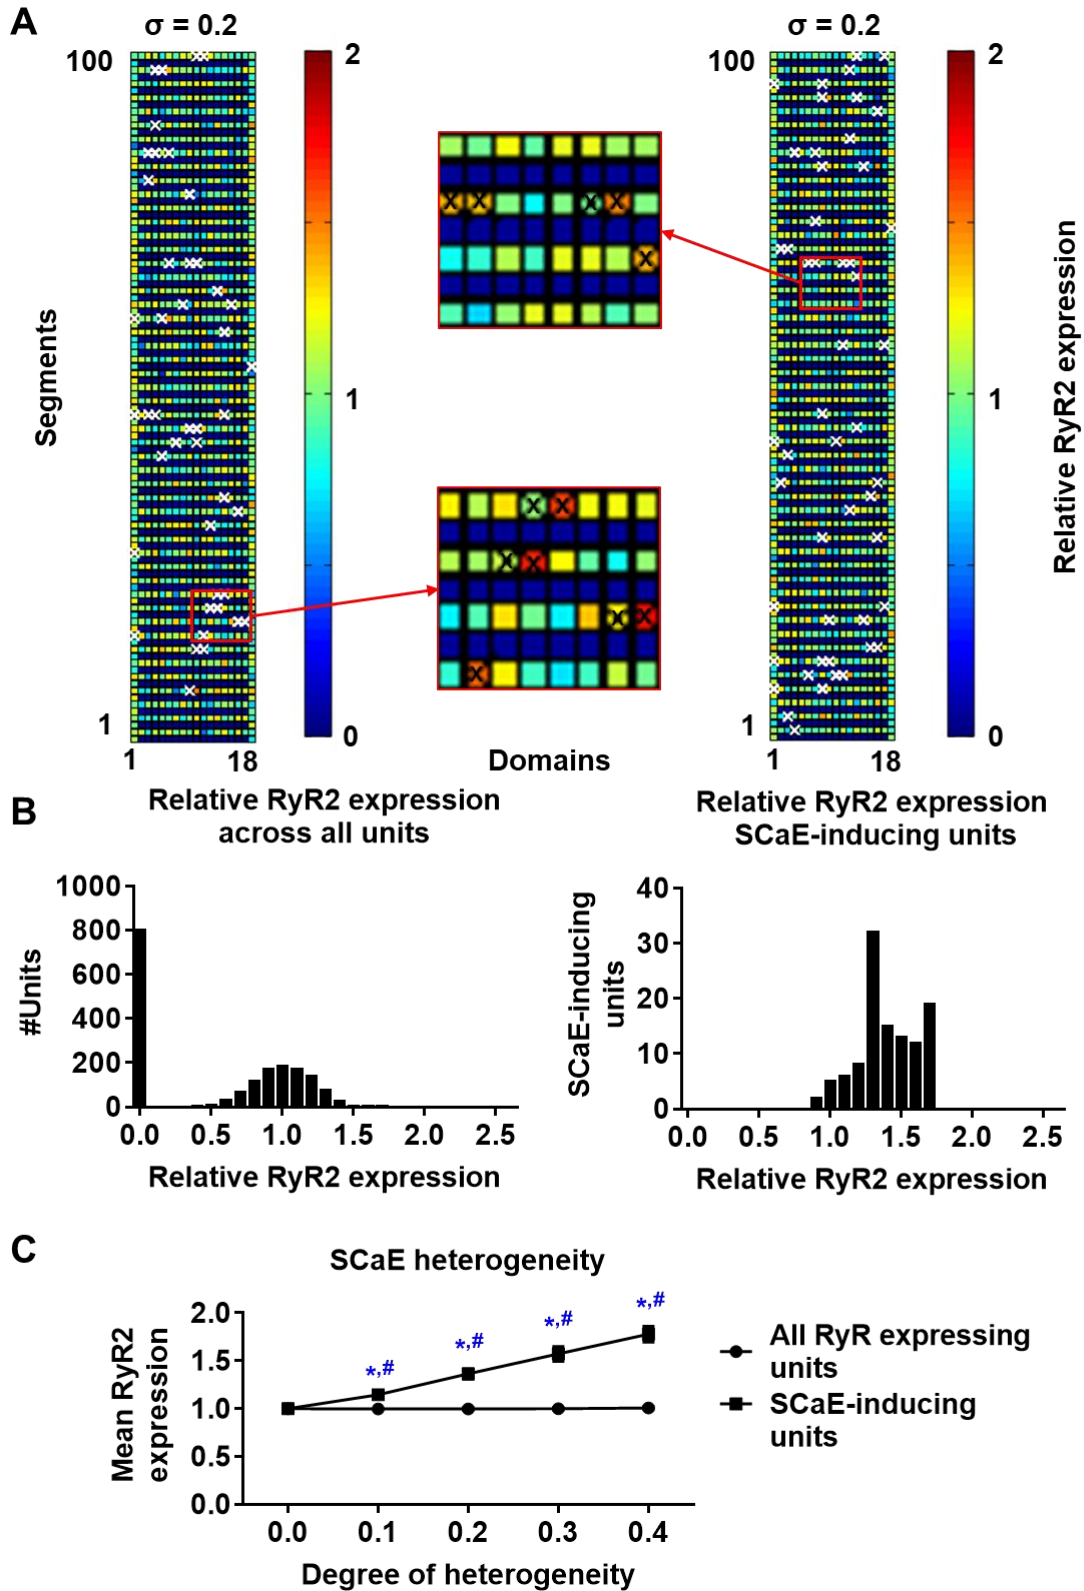 A
σ = 0.2
σ = 0.2
100
2
100
2
Segments
1
1
Relative RyR2 expression
X X X X
X
X X
X X
X X
X
1
0
1
0
1 18
Domains
1 18
B
Relative RyR2 expression
across all units
Relative RyR2 expression
SCaE-inducing units
#Units
1000
800
600
400
200
0
0.0 0.5 1.0 1.5 2.0 2.5
Relative RyR2 expression
SCaE-inducing
units
40
30
20
10
0
0.0 0.5 1.0 1.5 2.0 2.5
Relative RyR2 expression
C
SCaE heterogeneity
Mean RyR2
expression
2.0
1.5
1.0
0.5
0.0
*,# *,# *,# *,#
0.0 0.1 0.2 0.3 0.4
Degree of heterogeneity
All RyR expressing
units
SCaE-inducing
units